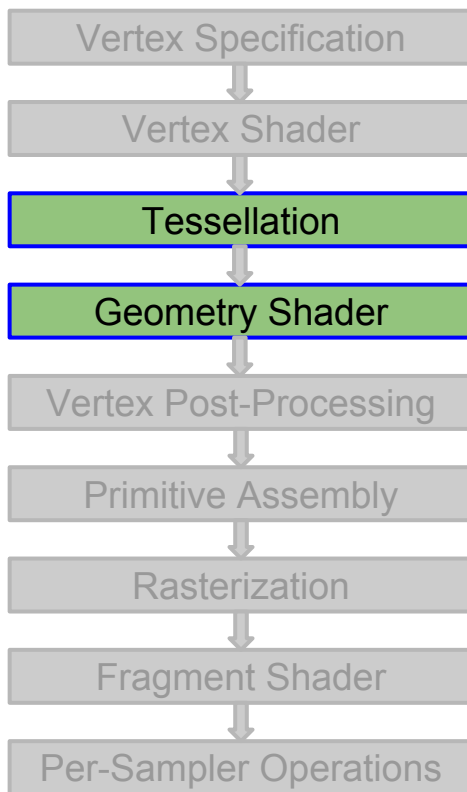 Vertex Specification
Vertex Shader
Tessellation
Geometry Shader
Vertex Post-Processing
Primitive Assembly
Rasterization
Fragment Shader
Per-Sampler Operations